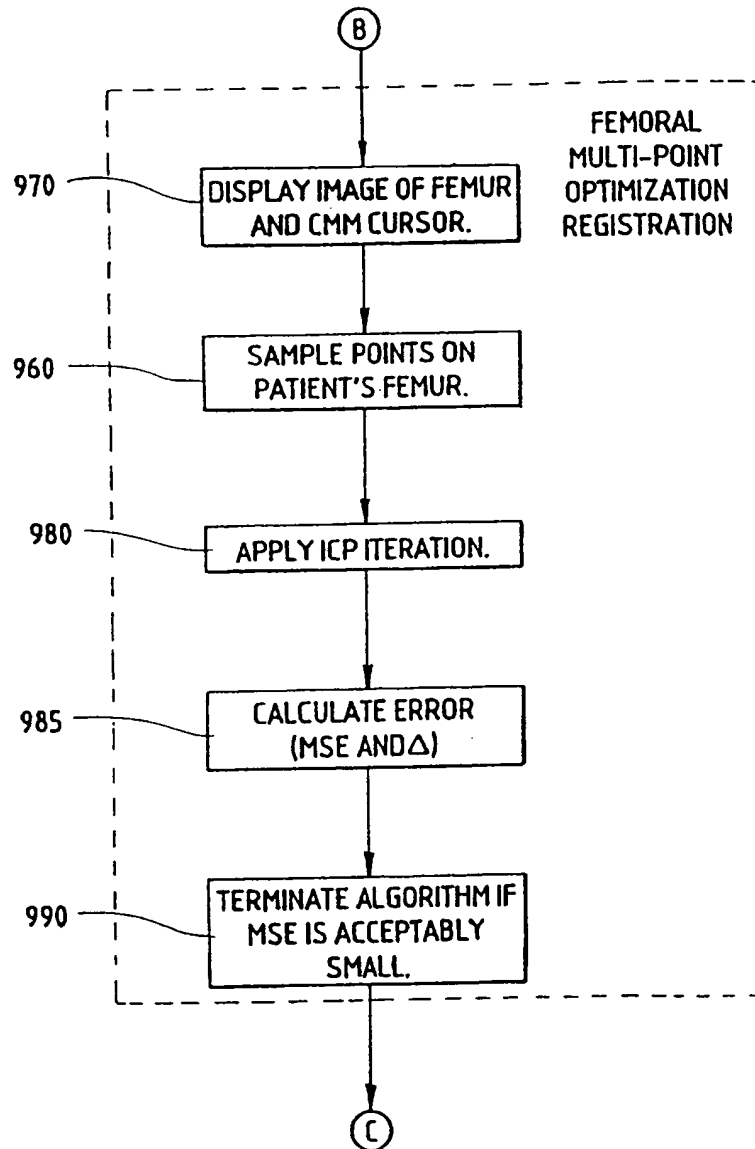 B
FEMORAL
MULTI-POINT
OPTIMIZATION
REGISTRATION
970
DISPLAY IMAGE OF FEMUR
AND CMM CURSOR.
960
SAMPLE POINTS ON
PATIENT'S FEMUR.
980
APPLY ICP ITERATION.
985
CALCULATE ERROR
(MSE AND Δ)
990
TERMINATE ALGORITHM IF
MSE IS ACCEPTABLY
SMALL.
C